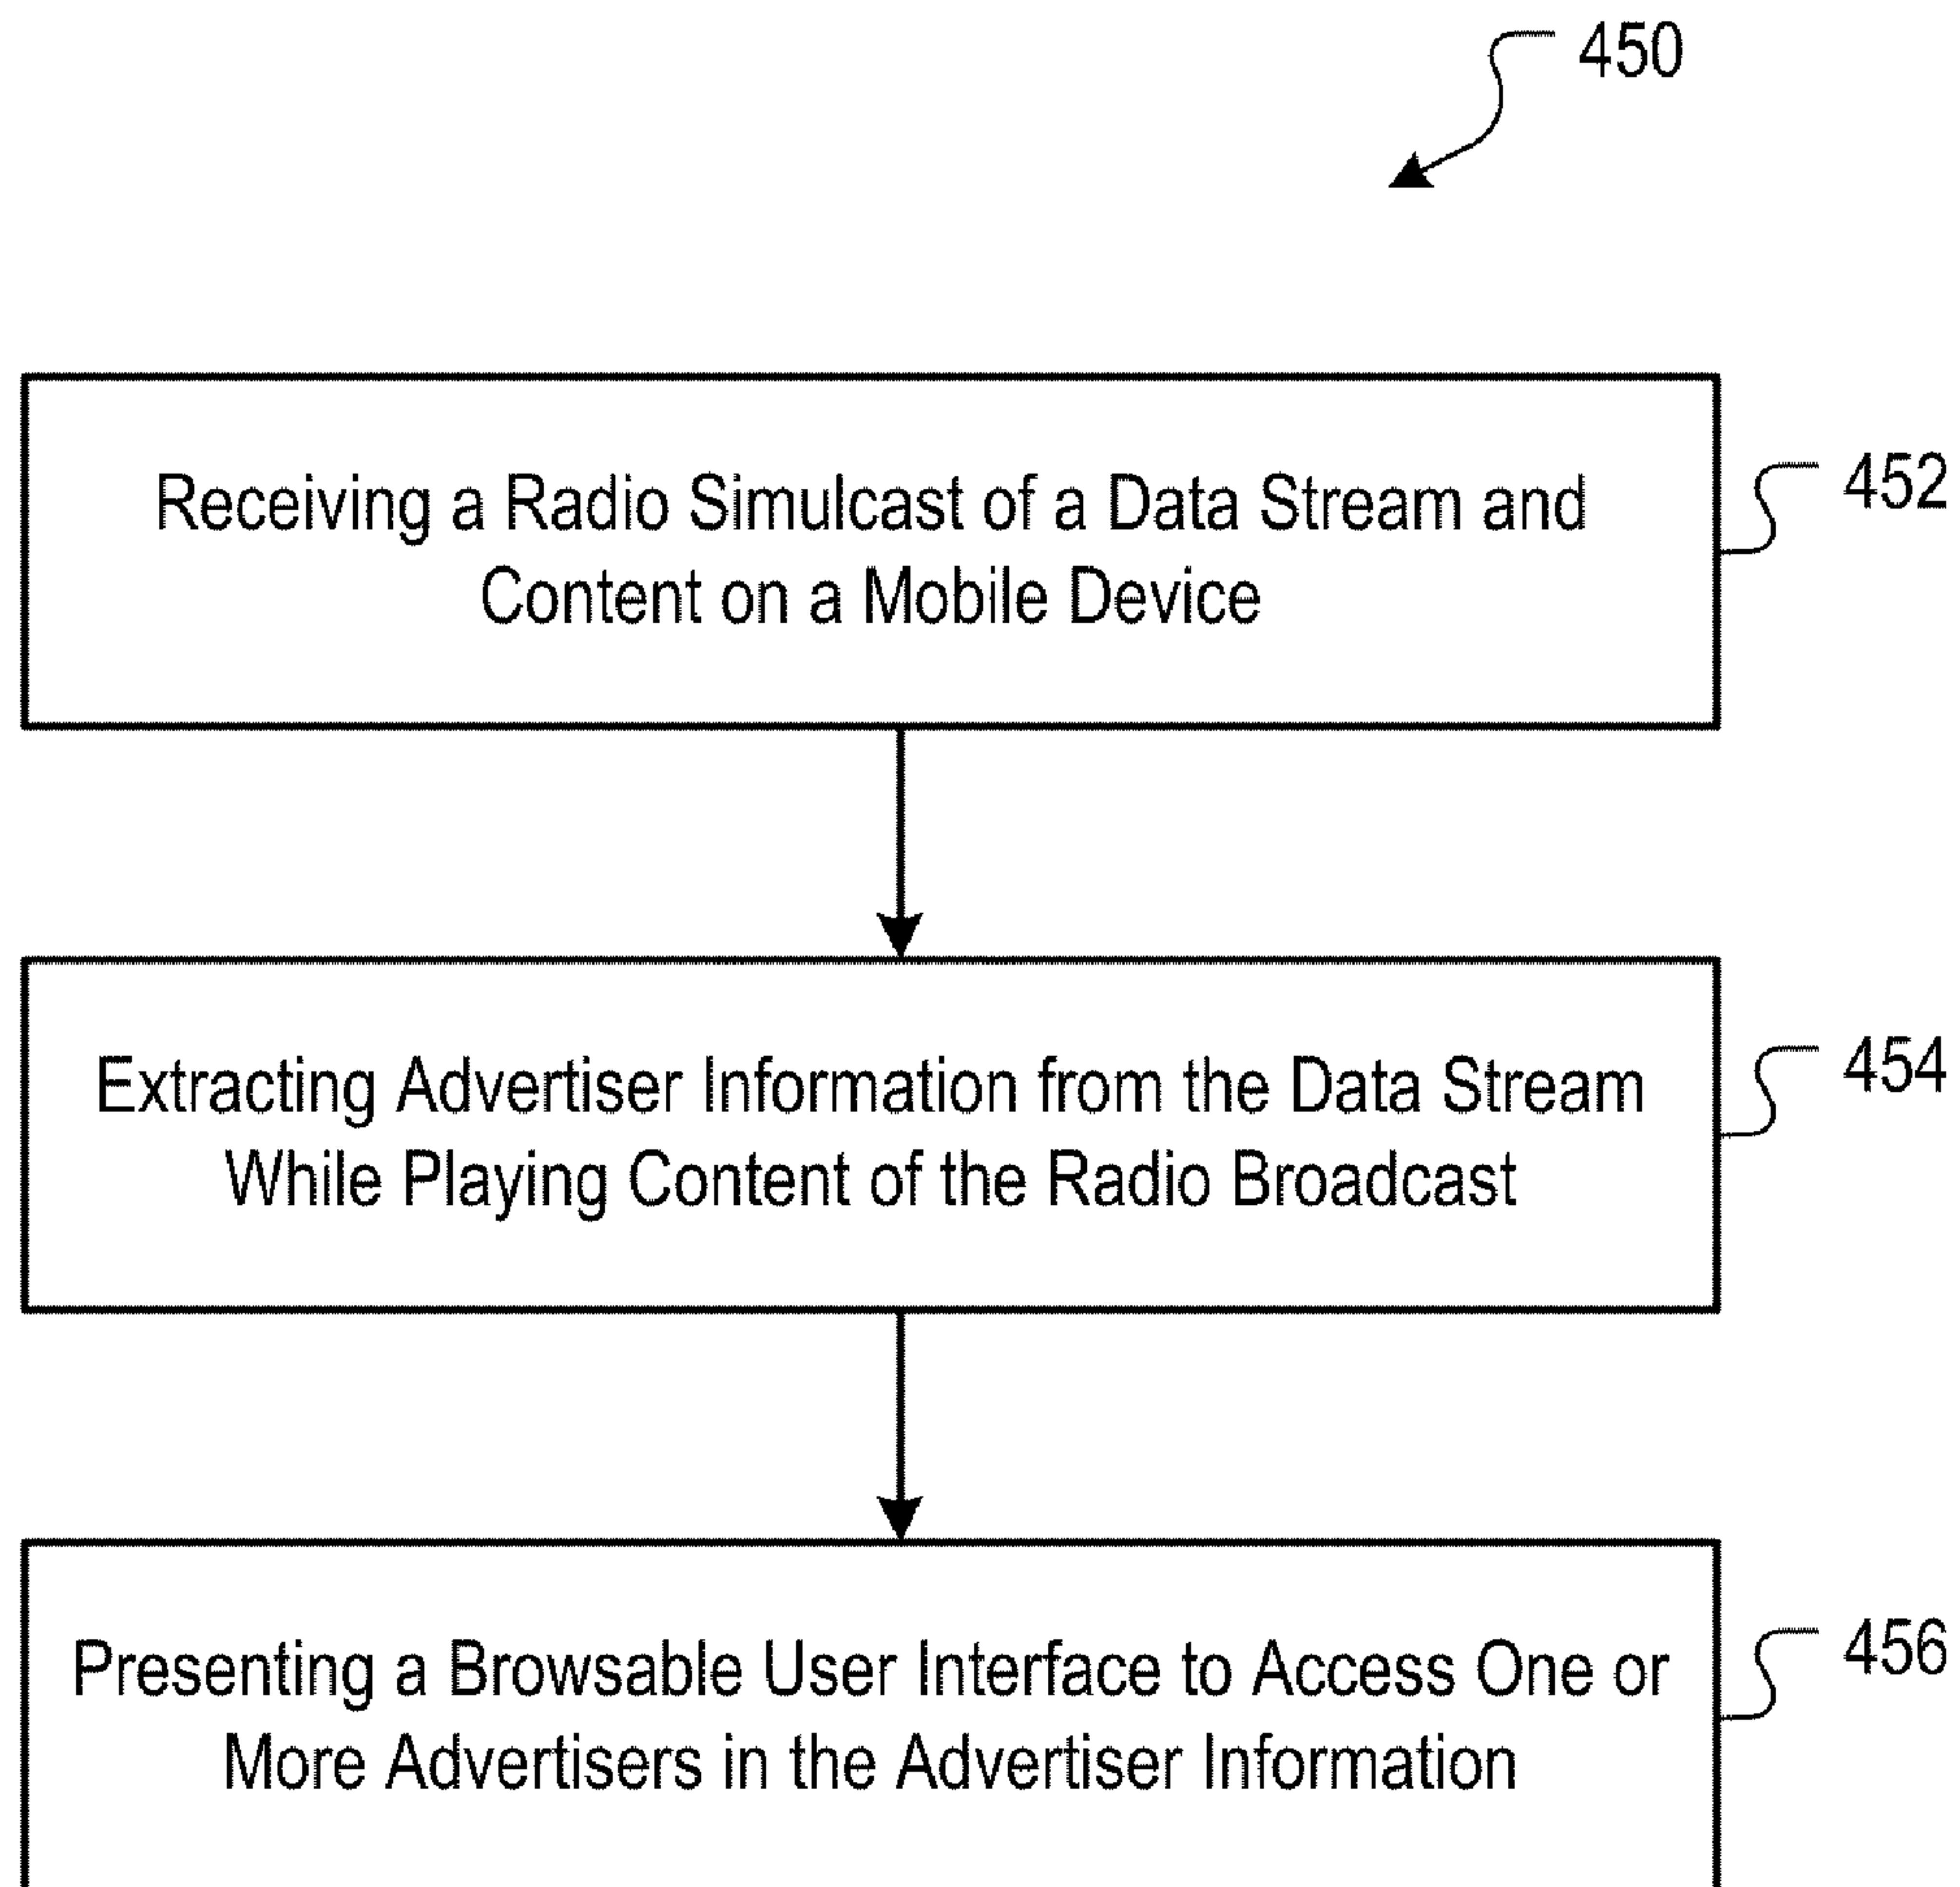 450
Receiving a Radio Simulcast of a Data Stream and
Content on a Mobile Device
452
Extracting Advertiser Information from the Data Stream
While Playing Content of the Radio Broadcast
454
Presenting a Browsable User Interface to Access One or
More Advertisers in the Advertiser Information
456